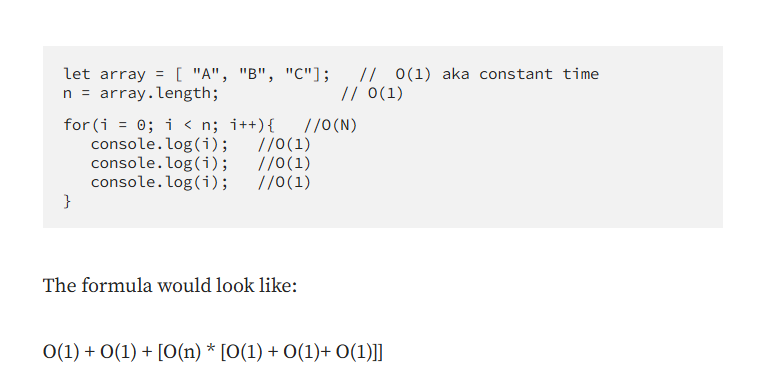 let array = [ "A", "B", "C"];   //  O(1) aka constant time
n = array.length;             // O(1)
for(i = 0; i < n; i++){   //O(N)
   console.log(i);   //O(1)
   console.log(i);   //O(1)
   console.log(i);   //O(1)
}
The formula would look like:
O(1) + O(1) + [O(n) * [O(1) + O(1)+ O(1)]]